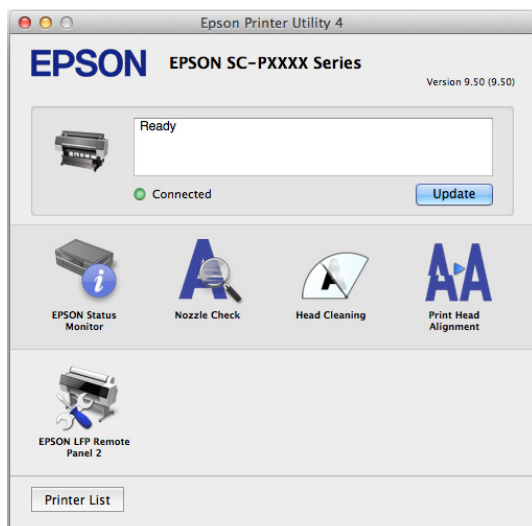 Epson Printer Utility 4
EPSON
EPSON SC-PXXXX Series
Version 9.50 (9.50)
Ready
Connected
Update
EPSON Status
Monitor
Nozzle Check
Head Cleaning
Print Head
Alignment
EPSON LFP Remote
Panel 2
Printer List